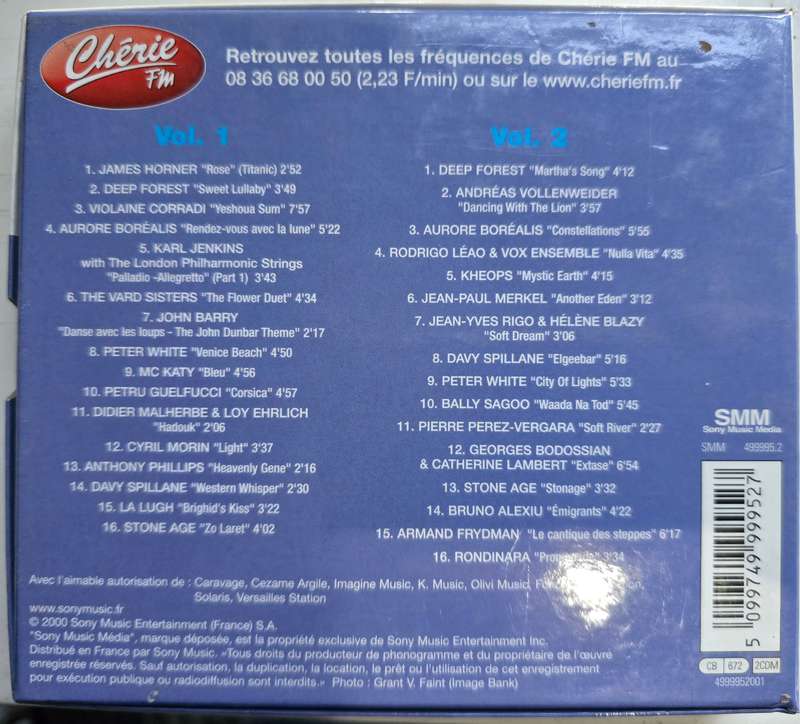 Chérie FM
Retrouvez toutes les fréquences de Chérie FM au
08 36 68 00 50 (2,23 F/min) ou sur le www.cheriefm.fr
Vol. 1
1. JAMES HORNER "Rose" (Titanic) 2'52
2. DEEP FOREST "Sweet Lullaby" 3'49
3. VIOLAINE CORRADI "Yeshoua Sum" 7'57
4. AURORE BORÉALIS "Rendez-vous avec la lune" 5'22
5. KARL JENKINS
with The London Philharmonic Strings
"Palladio -Allegretto" (Part 1) 3'43
6. THE VARD SISTERS "The Flower Duet" 4'34
7. JOHN BARRY
"Danse avec les loups - The John Dunbar Theme" 2'17
8. PETER WHITE "Venice Beach" 4'50
9. MC KATY "Bleu" 4'56
10. PETRU GUELFUCCI "Corsica" 4'57
11. DIDIER MALHERBE & LOY EHRLICH
"Hadouk" 2'06
12. CYRIL MORIN "Light" 3'37
13. ANTHONY PHILLIPS "Heavenly Gene" 2'16
14. DAVY SPILLANE "Western Whisper" 2'30
15. LA LUGH "Brighid's Kiss" 3'22
16. STONE AGE "Zo Laret" 4'02
Vol. 2
1. DEEP FOREST "Martha's Song" 4'12
2. ANDRÉAS VOLLENWEIDER
"Dancing With The Lion" 3'57
3. AURORE BORÉALIS "Constellations" 5'55
4. RODRIGO LÉAO & VOX ENSEMBLE "Nulla Vita" 4'35
5. KHEOPS "Mystic Earth" 4'15
6. JEAN-PAUL MERKEL "Another Eden" 3'12
7. JEAN-YVES RIGO & HÉLÈNE BLAZY
"Soft Dream" 3'06
8. DAVY SPILLANE "Elgeebar" 5'16
9. PETER WHITE "City Of Lights" 5'33
10. BALLY SAGOO "Waada Na Tod" 5'45
11. PIERRE PEREZ-VERGARA "Soft River" 2'27
12. GEORGES BODOSSIAN
& CATHERINE LAMBERT "Extase" 6'54
13. STONE AGE "Stonage" 3'32
14. BRUNO ALEXIU "Émigrants" 4'22
15. ARMAND FRYDMAN "Le cantique des steppes" 6'17
16. RONDINARA 3'34
SMM
Sony Music Media
SMM 499995.2
5 099749 999527
CB 672 2CDM
4999952001
Avec l'aimable autorisation de : Caravage, Cezame Argile, Imagine Music, K. Music, Olivi Music,
Solaris, Versailles Station
www.sonymusic.fr
© 2000 Sony Music Entertainment (France) S.A.
"Sony Music Média", marque déposée, est la propriété exclusive de Sony Music Entertainment Inc.
Distribué en France par Sony Music. «Tous droits du producteur de phonogramme et du propriétaire de l'œuvre
enregistrée réservés. Sauf autorisation, la duplication, la location, le prêt ou l'utilisation de cet enregistrement
pour exécution publique ou radiodiffusion sont interdits.» Photo : Grant V. Faint (Image Bank)